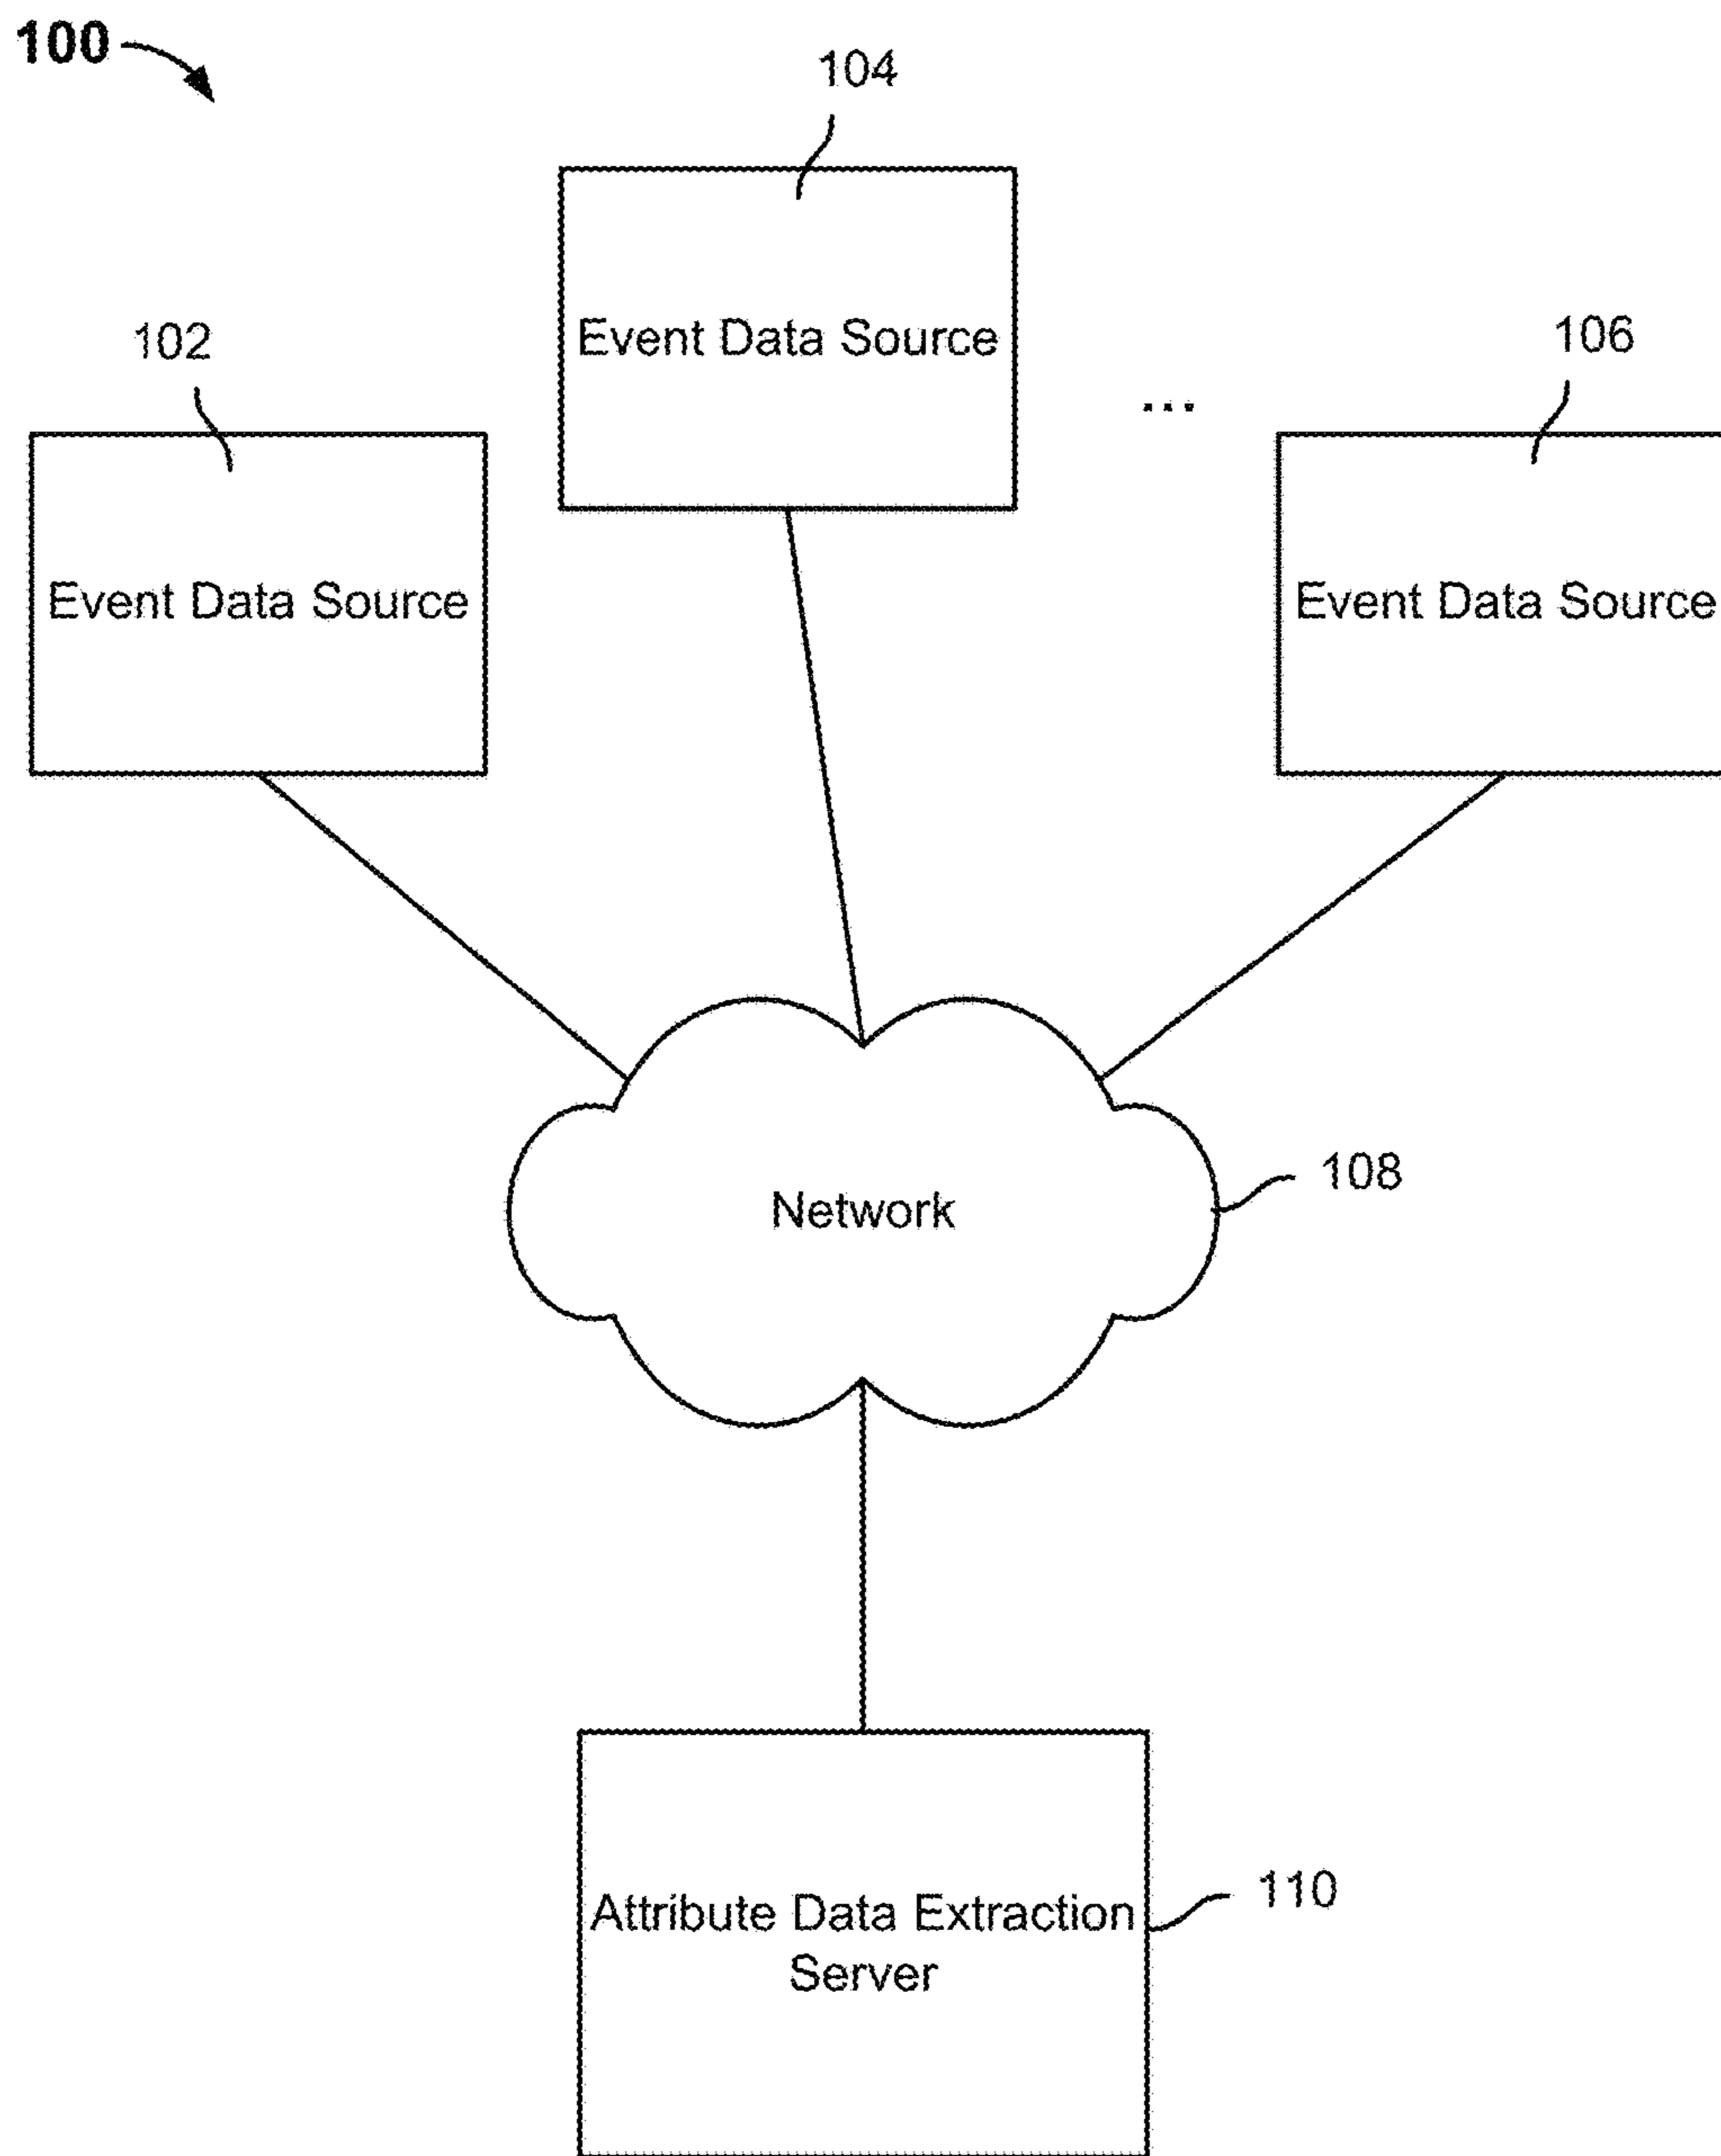 100
104
Event Data Source
102
Event Data Source
...
106
Event Data Source
Network
108
Attribute Data Extraction
Server
110